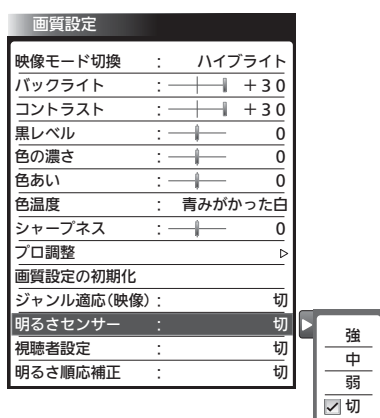 画質設定
映像モード切換 : ハイブライト
バックライト : +30
コントラスト : +30
黒レベル : 0
色の濃さ : 0
色あい : 0
色温度 : 青みがかった白
シャープネス : 0
プロ調整
画質設定の初期化
ジャンル適応(映像) : 切
明るさセンサー : 切
視聴者設定 : 切
明るさ順応補正 : 切
強
中
弱
切